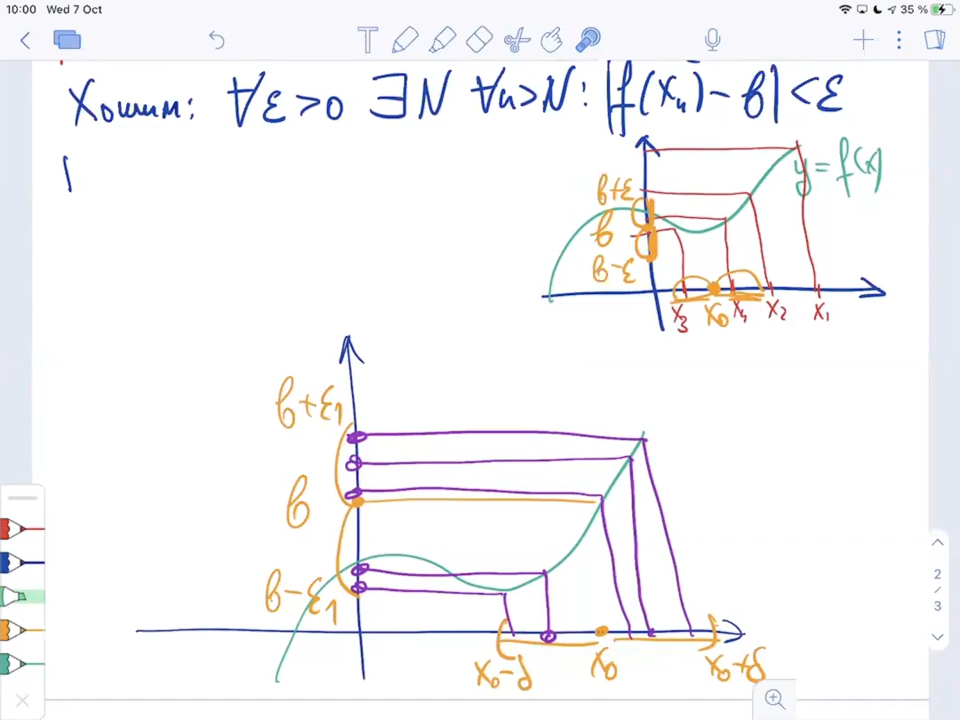 10:00 Wed 7 Oct
35 %
Хотим: ∀ε>0 ∃N ∀n>N: |f(xₙ) – b| < ε
y = f(x)
b+ε
b
b-ε
x₃ x₀ x₄ x₂ x₁
b+ε₁
b
b-ε₁
x₀-δ x₀ x₀+δ
2
/
3